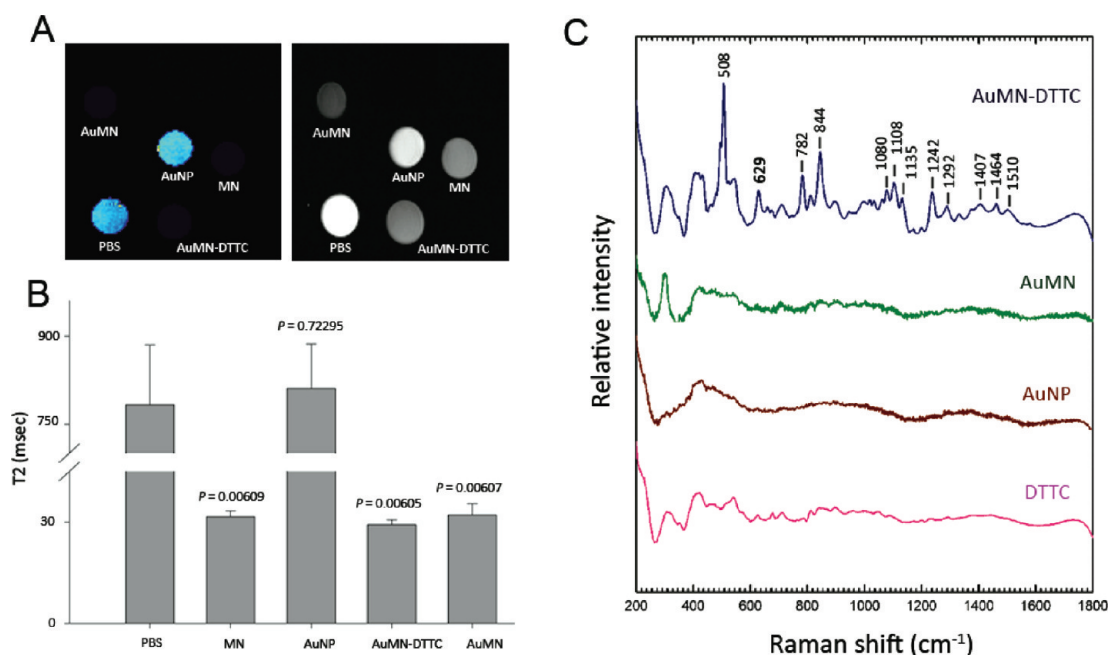 A
AuMN
AuNP
MN
PBS
AuMN-DTTC
AuMN
AuNP
MN
PBS
AuMN-DTTC
B
T2 (msec)
900
750
30
0
P = 0.72295
P = 0.00609
P = 0.00605
P = 0.00607
PBS
MN
AuNP
AuMN-DTTC
AuMN
C
Relative intensity
508
629
782
844
1080
1108
1135
1242
1292
1407
1464
1510
AuMN-DTTC
AuMN
AuNP
DTTC
200 400 600 800 1000 1200 1400 1600 1800
Raman shift (cm⁻¹)